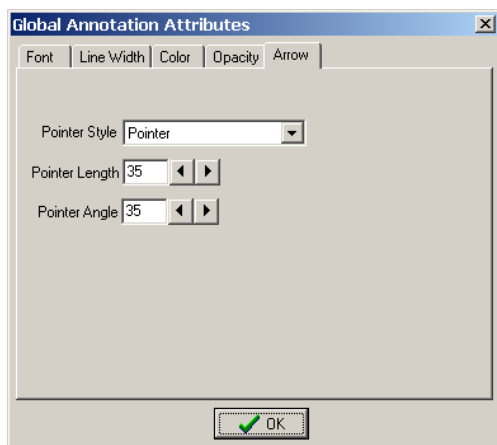 Global Annotation Attributes
Font Line Width Color Opacity Arrow
Pointer Style Pointer
Pointer Length 35
Pointer Angle 35
OK